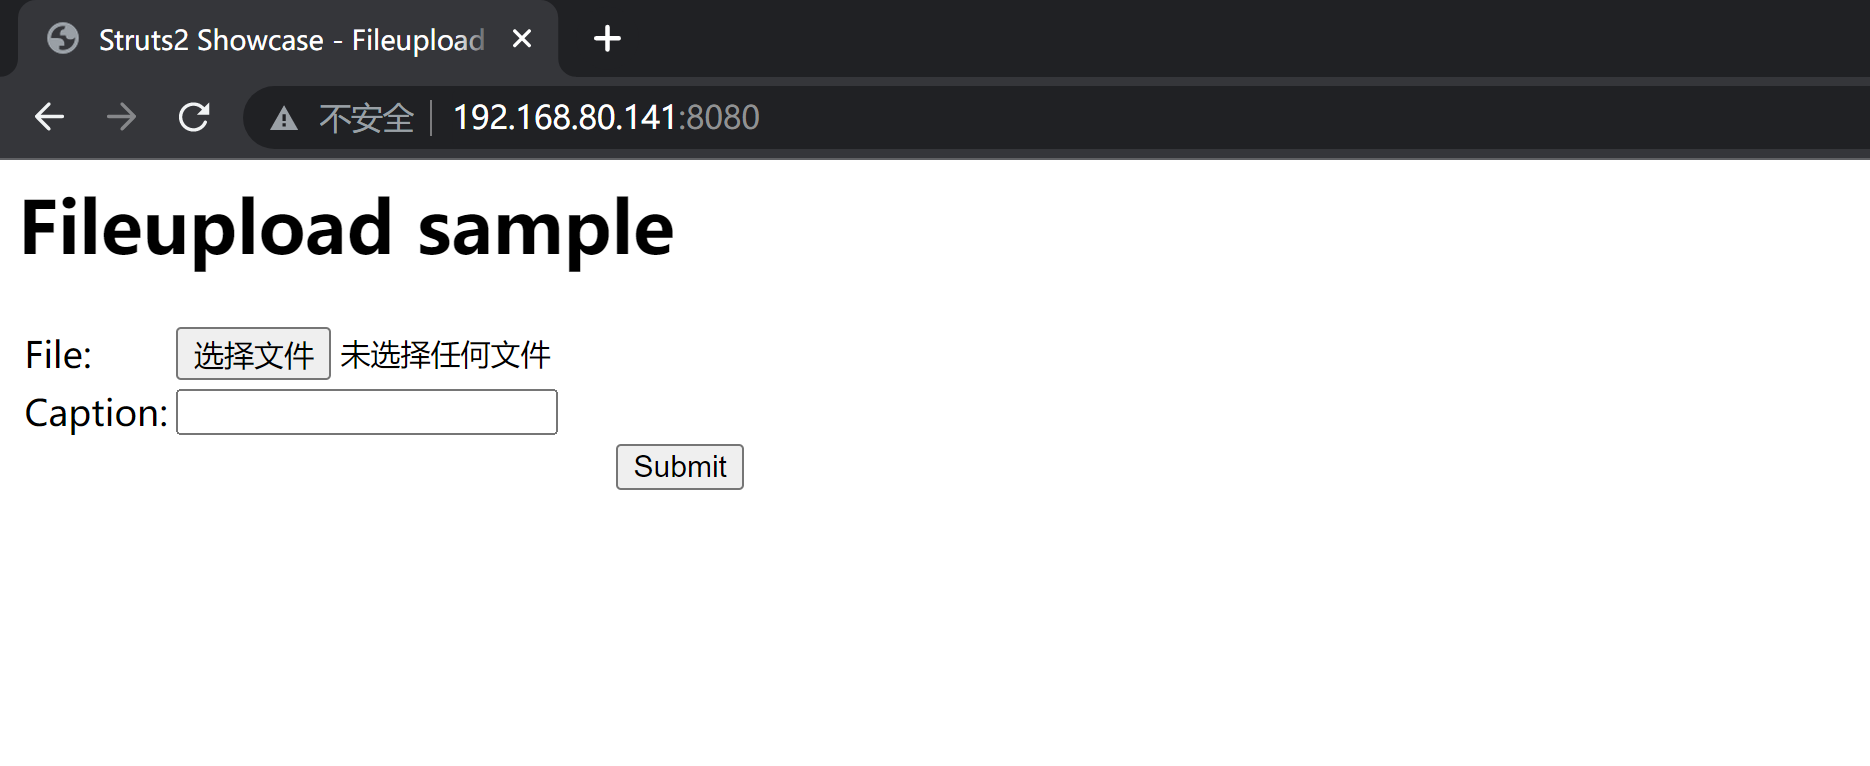 Struts2 Showcase - Fileupload
不安全 192.168.80.141:8080
Fileupload sample
File: 选择文件 未选择任何文件
Caption:
Submit